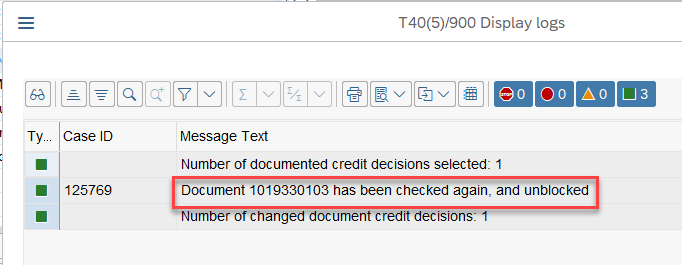 T40(5)/900 Display logs
STOP 0 0 0 3
Ty... Case ID Message Text
Number of documented credit decisions selected: 1
125769 Document 1019330103 has been checked again, and unblocked
Number of changed document credit decisions: 1